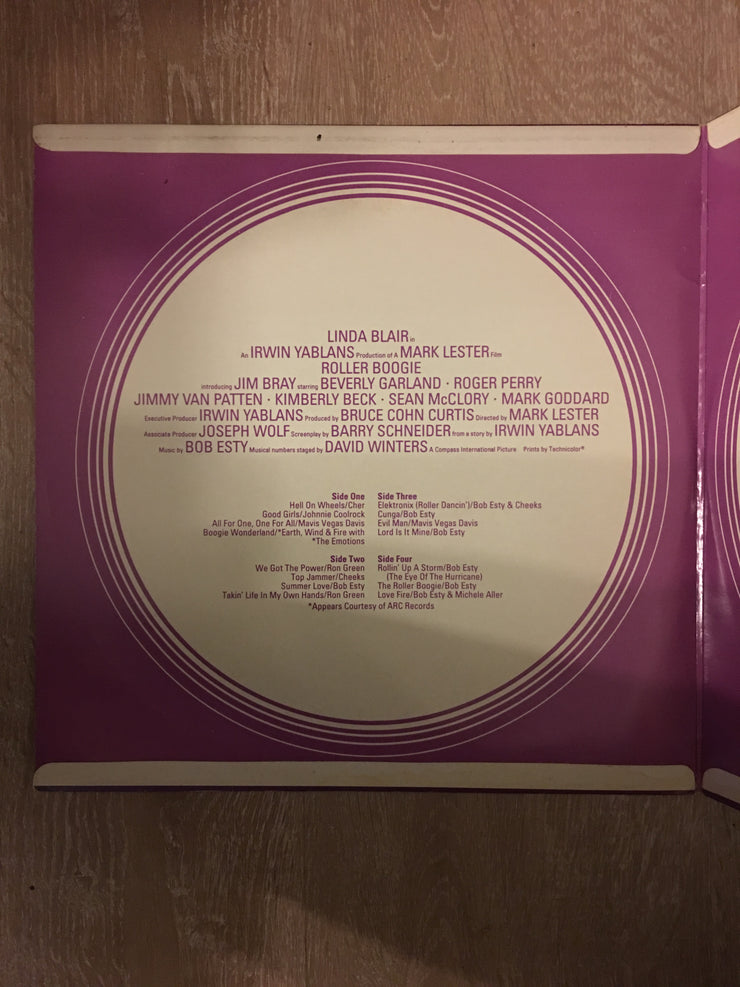 LINDA BLAIR in
An IRWIN YABLANS Production of A MARK LESTER Film
ROLLER BOOGIE
introducing JIM BRAY starring BEVERLY GARLAND · ROGER PERRY
JIMMY VAN PATTEN · KIMBERLY BECK · SEAN McCLORY · MARK GODDARD
Executive Producer IRWIN YABLANS Produced by BRUCE COHN CURTIS Directed by MARK LESTER
Associate Producer JOSEPH WOLF Screenplay by BARRY SCHNEIDER from a story by IRWIN YABLANS
Music by BOB ESTY Musical numbers staged by DAVID WINTERS A Compass International Picture Prints by Technicolor®
Side One
Hell On Wheels/Cher
Good Girls/Johnnie Coolrock
All For One, One For All/Mavis Vegas Davis
Boogie Wonderland/*Earth, Wind & Fire with
*The Emotions
Side Three
Elektronix (Roller Dancin')/Bob Esty & Cheeks
Cunga/Bob Esty
Evil Man/Mavis Vegas Davis
Lord Is It Mine/Bob Esty
Side Two
We Got The Power/Ron Green
Top Jammer/Cheeks
Summer Love/Bob Esty
Takin' Life In My Own Hands/Ron Green
Side Four
Rollin' Up A Storm/Bob Esty
(The Eye Of The Hurricane)
The Roller Boogie/Bob Esty
Love Fire/Bob Esty & Michele Aller
*Appears Courtesy of ARC Records